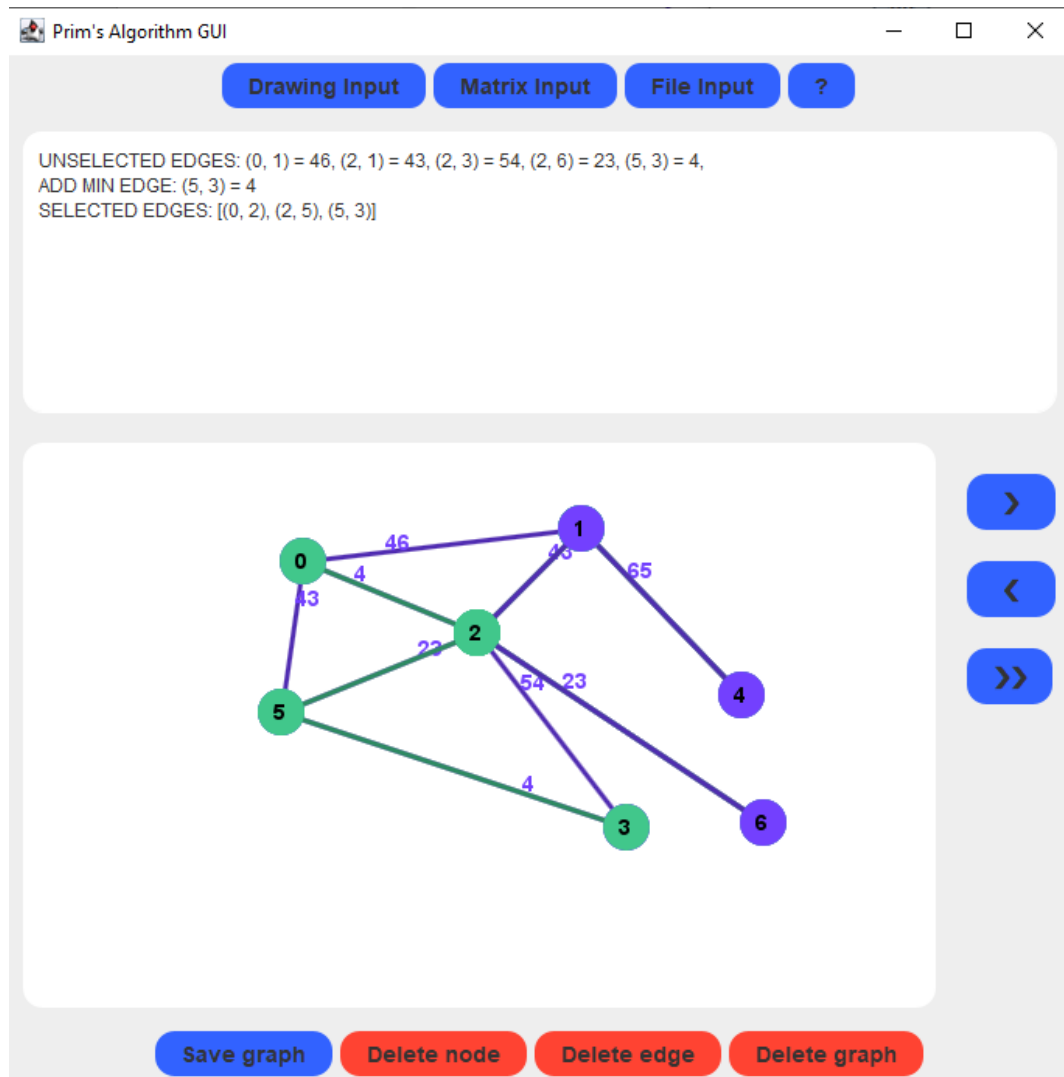 Prim's Algorithm GUI
Drawing Input Matrix Input File Input ?
UNSELECTED EDGES: (0, 1) = 46, (2, 1) = 43, (2, 3) = 54, (2, 6) = 23, (5, 3) = 4,
ADD MIN EDGE: (5, 3) = 4
SELECTED EDGES: [(0, 2), (2, 5), (5, 3)]
1
46
43
0
4
65
43
2
23
54
23
4
5
4
3
6
Save graph Delete node Delete edge Delete graph